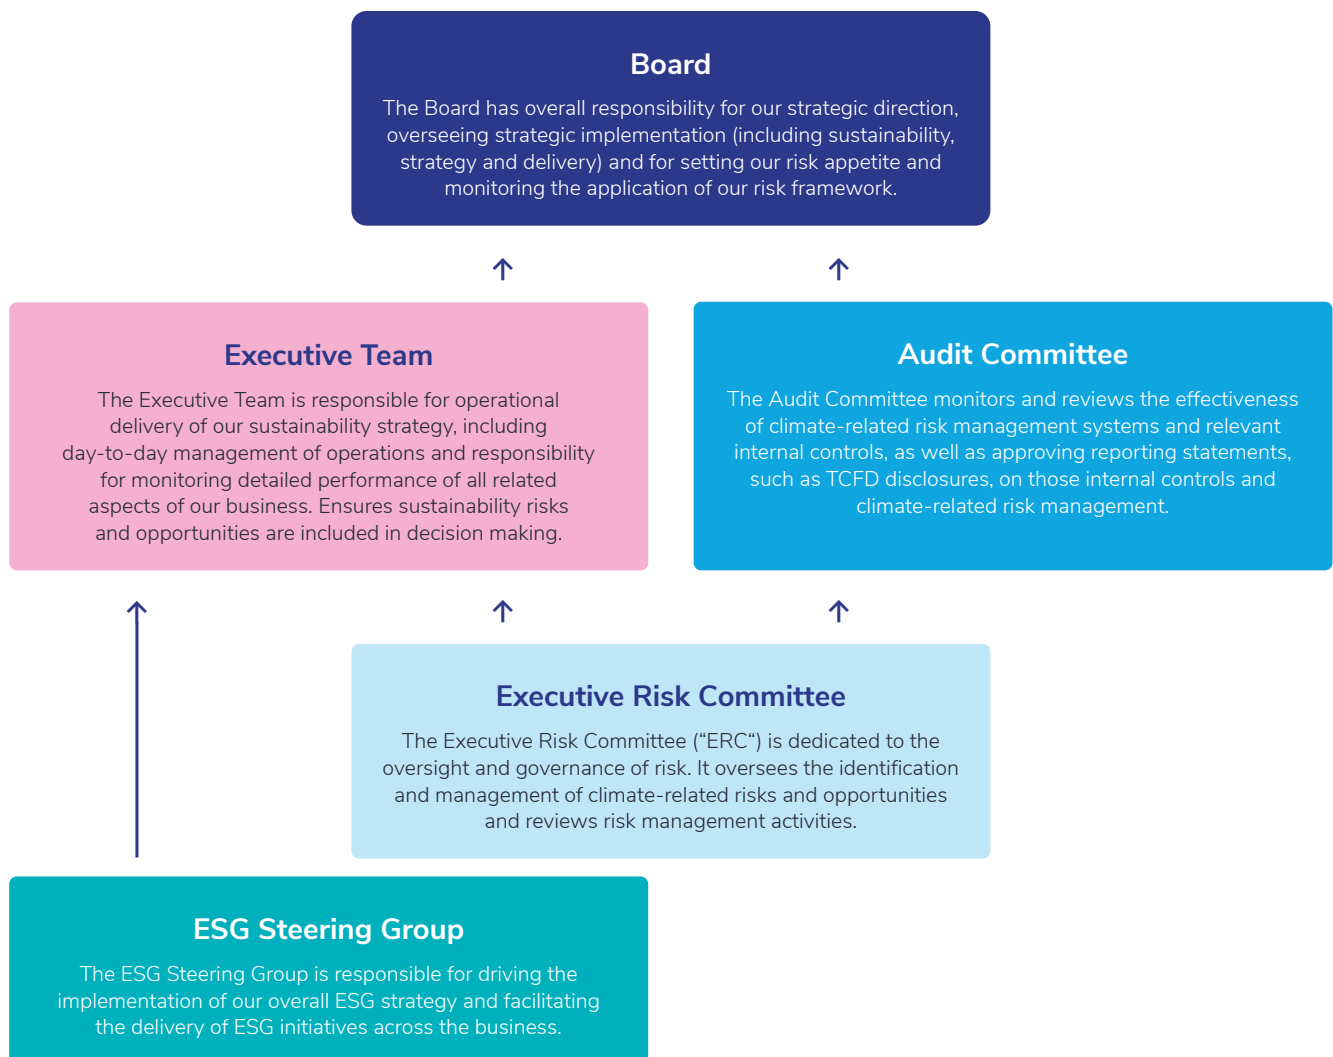 Board
The Board has overall responsibility for our strategic direction,
overseeing strategic implementation (including sustainability,
strategy and delivery) and for setting our risk appetite and
monitoring the application of our risk framework.
Executive Team
The Executive Team is responsible for operational
delivery of our sustainability strategy, including
day-to-day management of operations and responsibility
for monitoring detailed performance of all related
aspects of our business. Ensures sustainability risks
and opportunities are included in decision making.
Audit Committee
The Audit Committee monitors and reviews the effectiveness
of climate-related risk management systems and relevant
internal controls, as well as approving reporting statements,
such as TCFD disclosures, on those internal controls and
climate-related risk management.
Executive Risk Committee
The Executive Risk Committee (“ERC“) is dedicated to the
oversight and governance of risk. It oversees the identification
and management of climate-related risks and opportunities
and reviews risk management activities.
ESG Steering Group
The ESG Steering Group is responsible for driving the
implementation of our overall ESG strategy and facilitating
the delivery of ESG initiatives across the business.